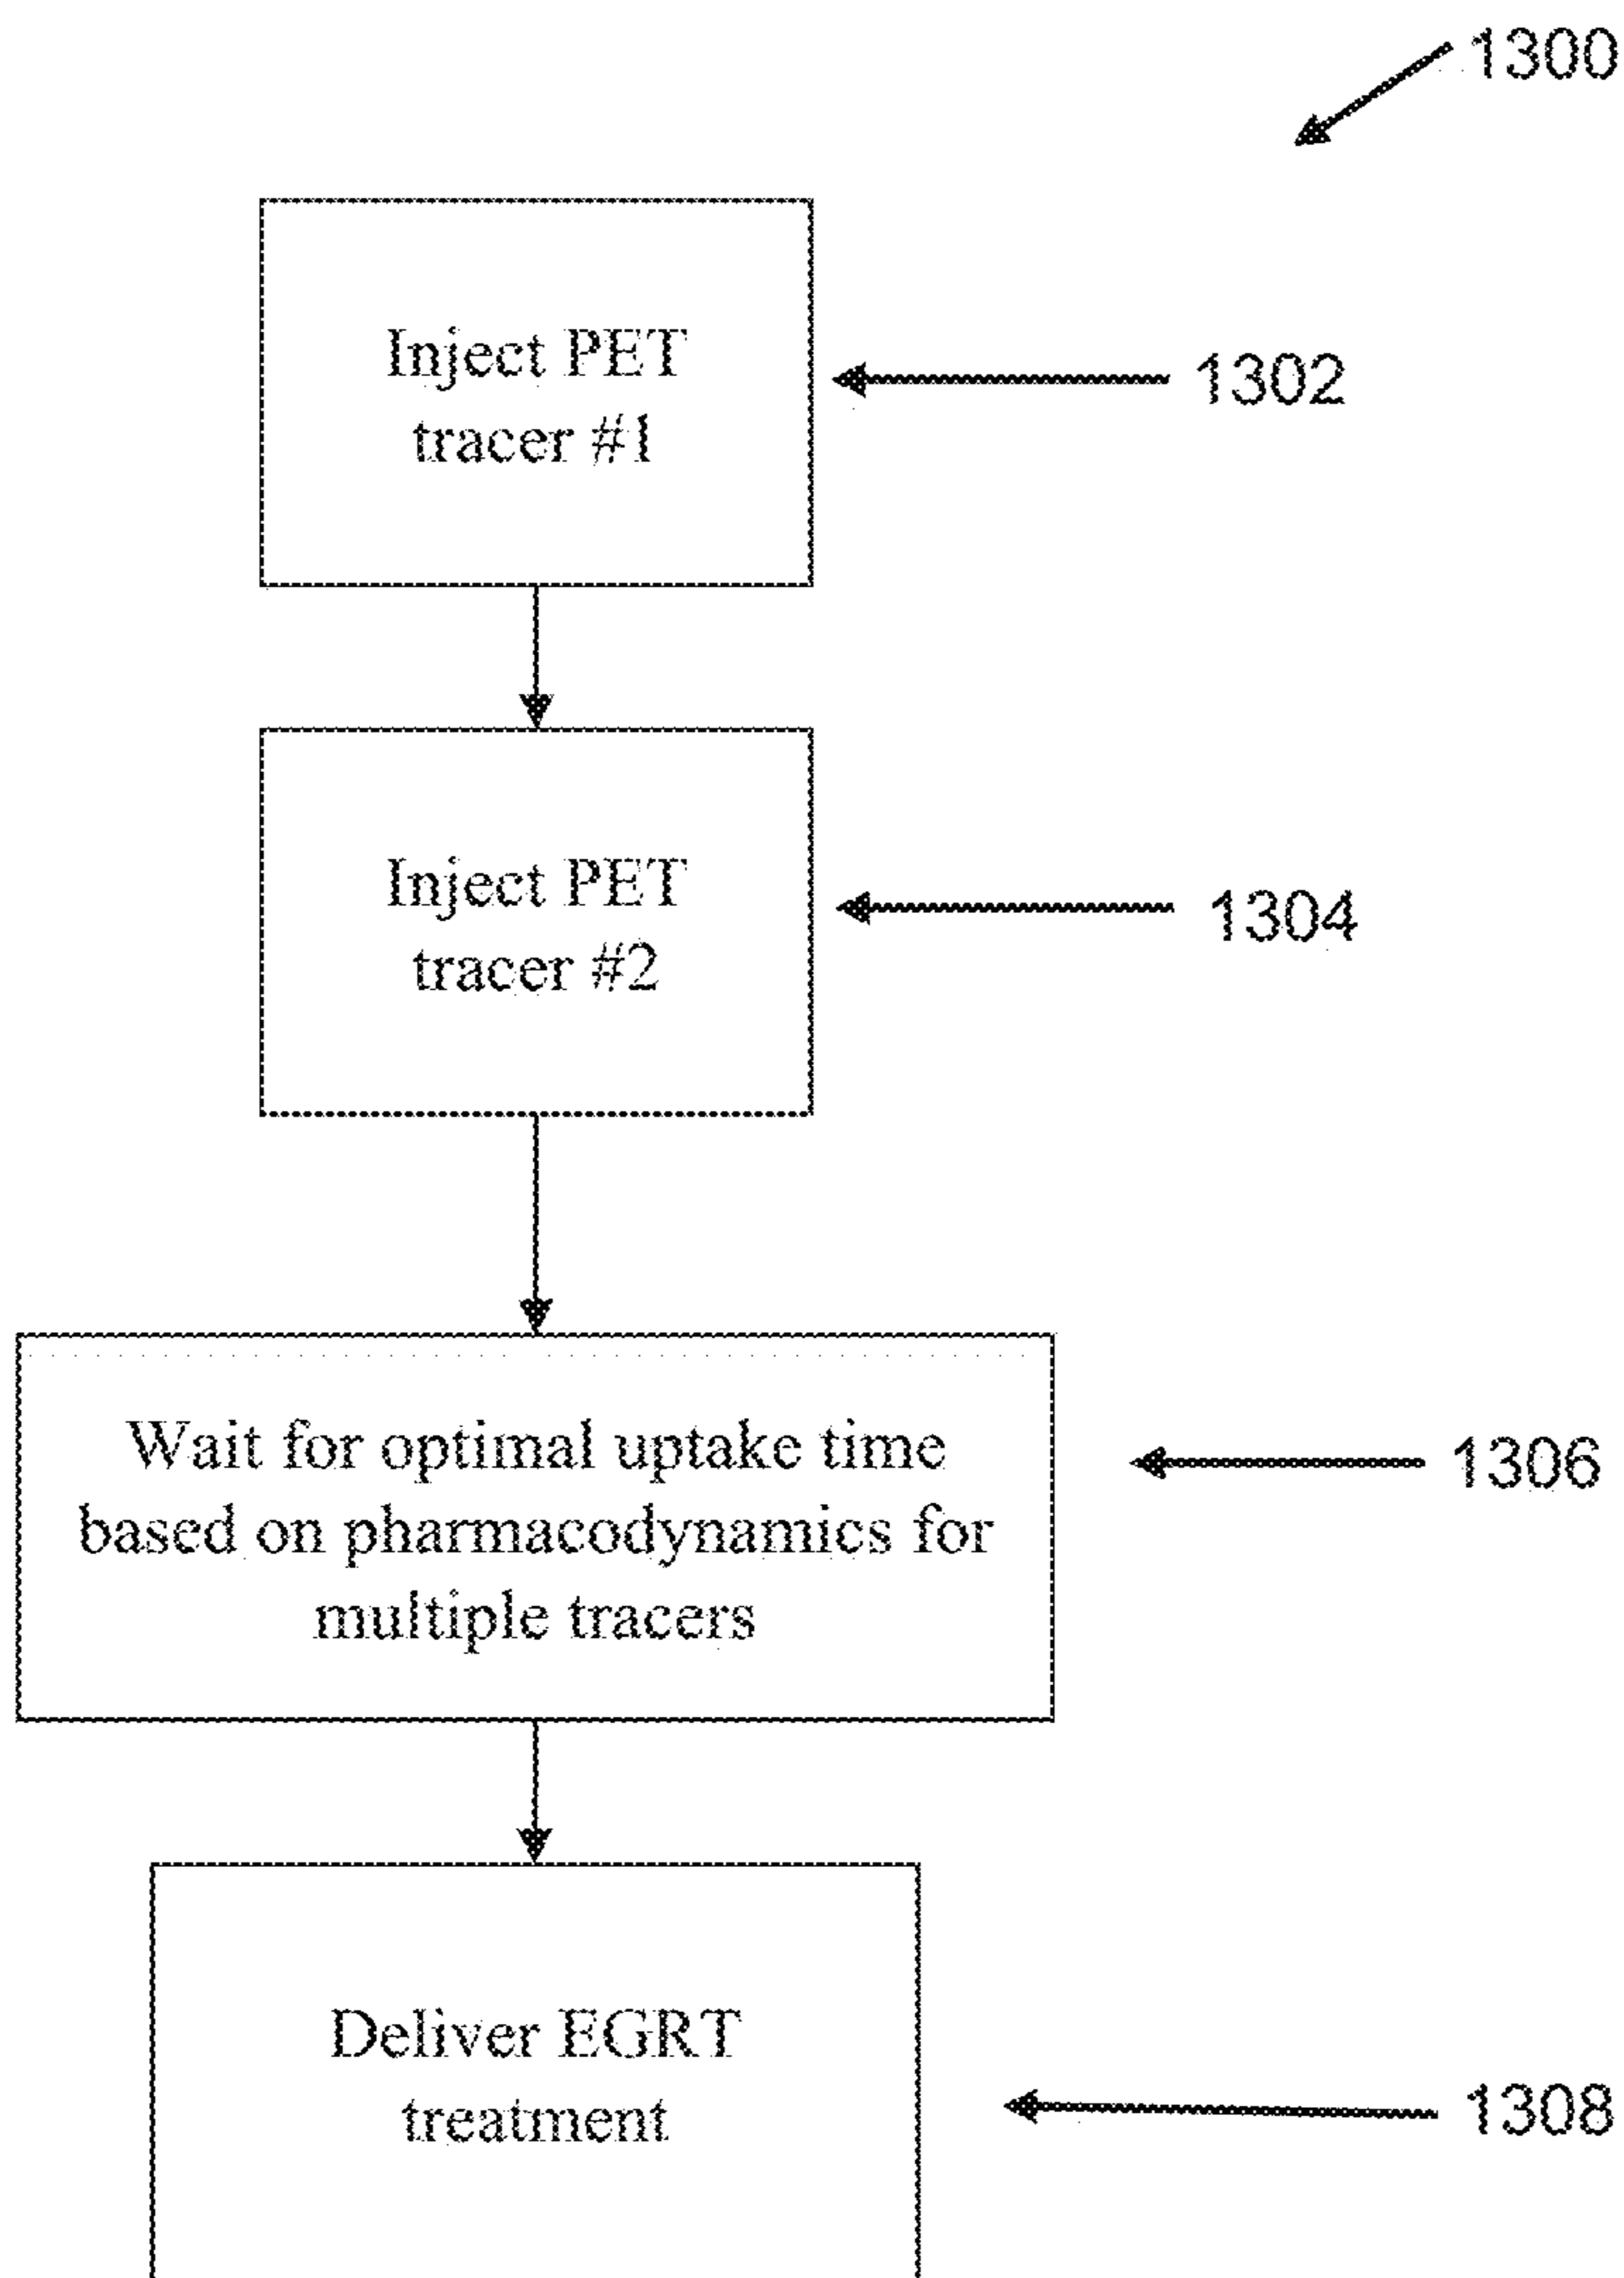 1300
Inject PET
tracer #1
1302
Inject PET
tracer #2
1304
Wait for optimal uptake time
based on pharmacodynamics for
multiple tracers
1306
Deliver EGRT
treatment
1308